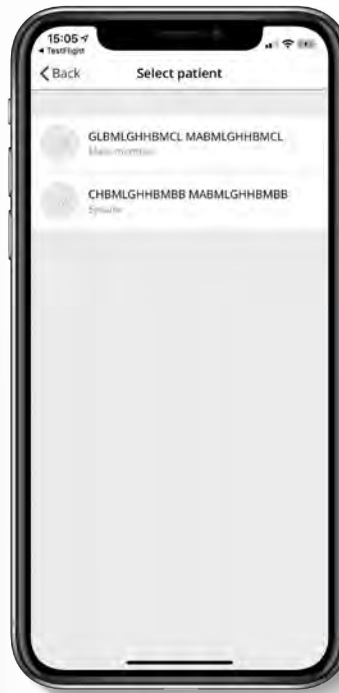 15:05
TestFlight
Back
Select patient
GLBMLGHHBMCL MABMLGHHBMCL
Main member
CHBMLGHHBMBB MABMLGHHBMBB
Spouse